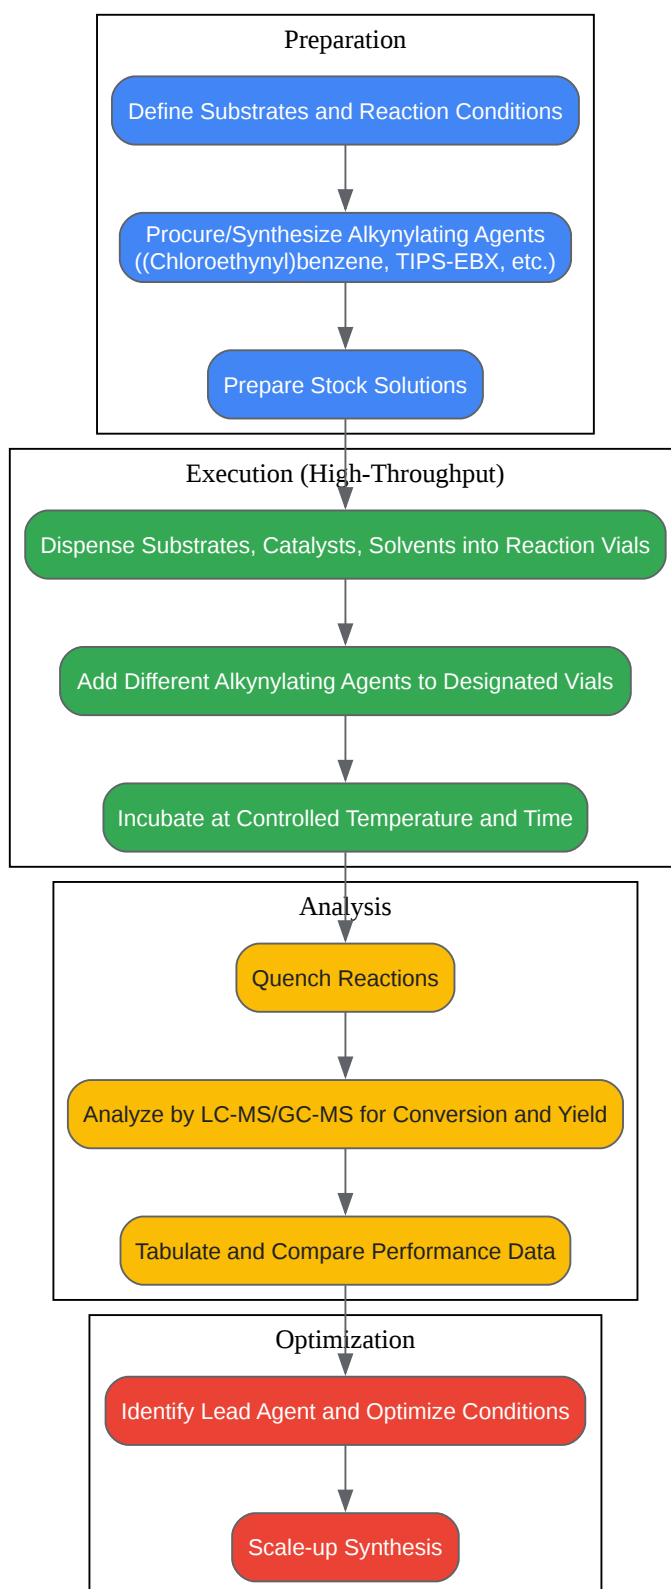 Preparation
Define Substrates and Reaction Conditions
Procure/Synthesize Alkynylating Agents
((Chloroethynyl)benzene, TIPS-EBX, etc.)
Prepare Stock Solutions
Execution (High-Throughput)
Dispense Substrates, Catalysts, Solvents into Reaction Vials
Add Different Alkynylating Agents to Designated Vials
Incubate at Controlled Temperature and Time
Analysis
Quench Reactions
Analyze by LC-MS/GC-MS for Conversion and Yield
Tabulate and Compare Performance Data
Optimization
Identify Lead Agent and Optimize Conditions
Scale-up Synthesis